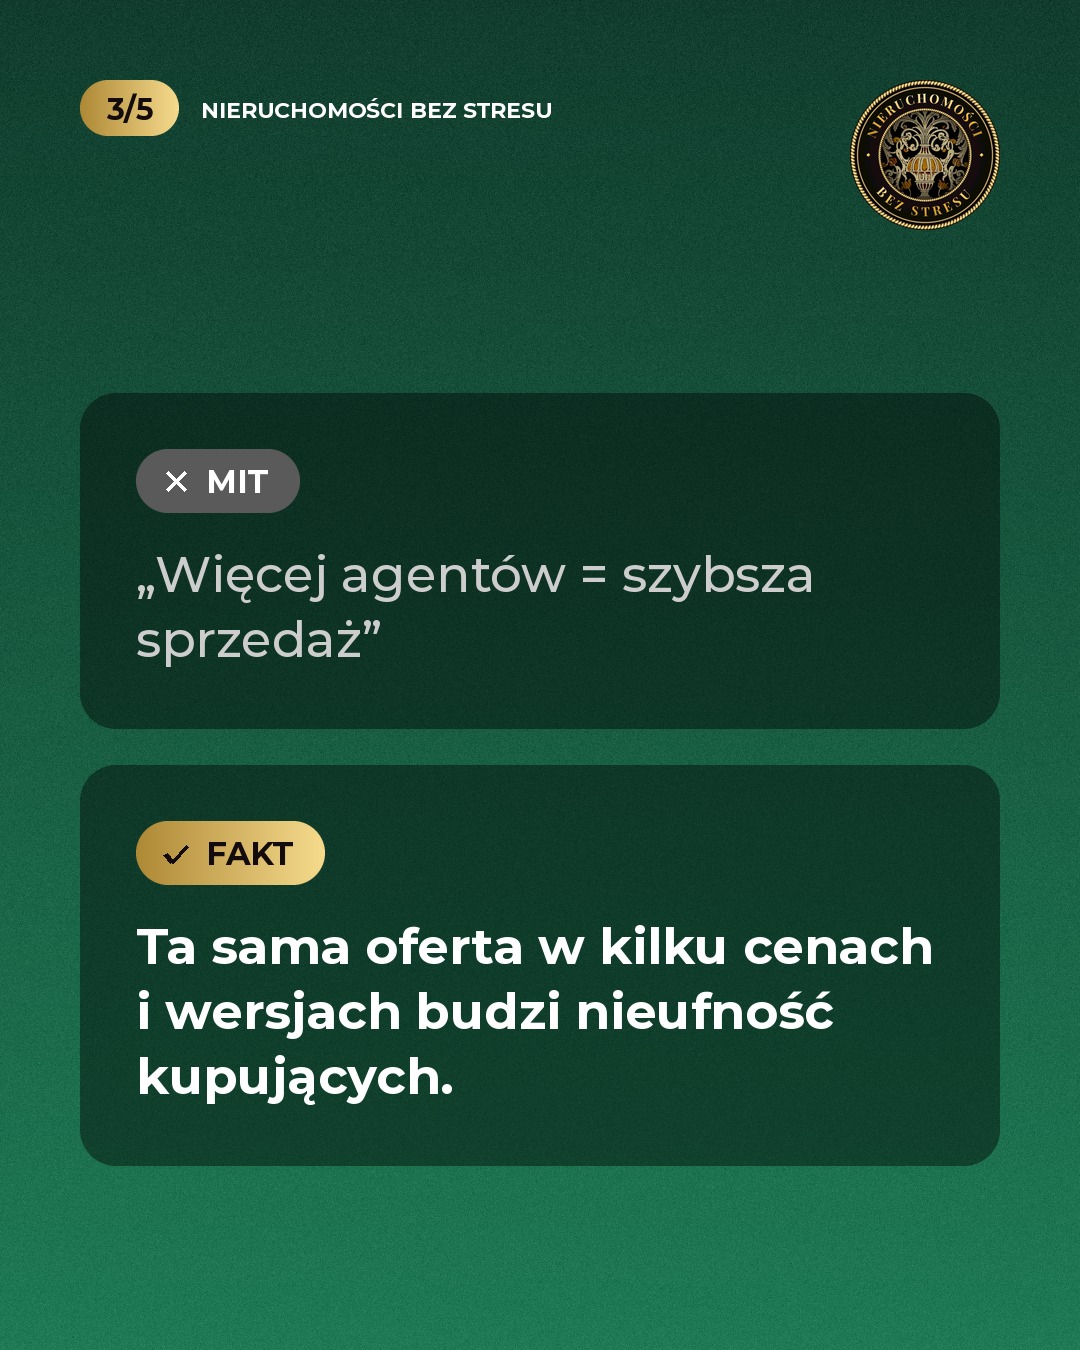 3/5
NIERUCHOMOŚCI BEZ STRESU
NIERUCHOMOŚCI
BEZ STRESU
MIT
„Więcej agentów = szybsza
sprzedaż”
FAKT
Ta sama oferta w kilku cenach
i wersjach budzi nieufność
kupujących.